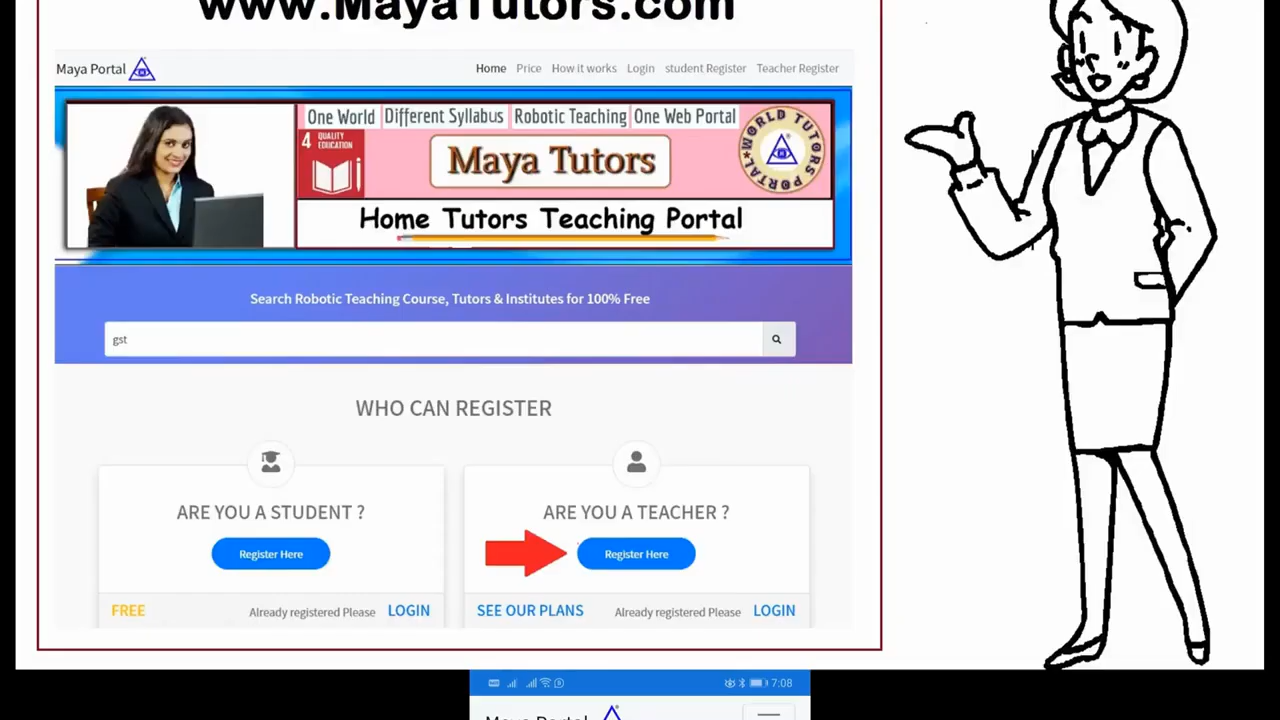 www.MayaTutors.com
Maya Portal
Home Price How it works Login student Register Teacher Register
One World Different Syllabus Robotic Teaching One Web Portal
4 QUALITY EDUCATION
Maya Tutors
WORLD TUTORS PORTAL
Home Tutors Teaching Portal
Search Robotic Teaching Course, Tutors & Institutes for 100% Free
gst
WHO CAN REGISTER
ARE YOU A STUDENT ?
Register Here
FREE Already registered Please LOGIN
ARE YOU A TEACHER ?
Register Here
SEE OUR PLANS Already registered Please LOGIN
7:08
Maya Portal